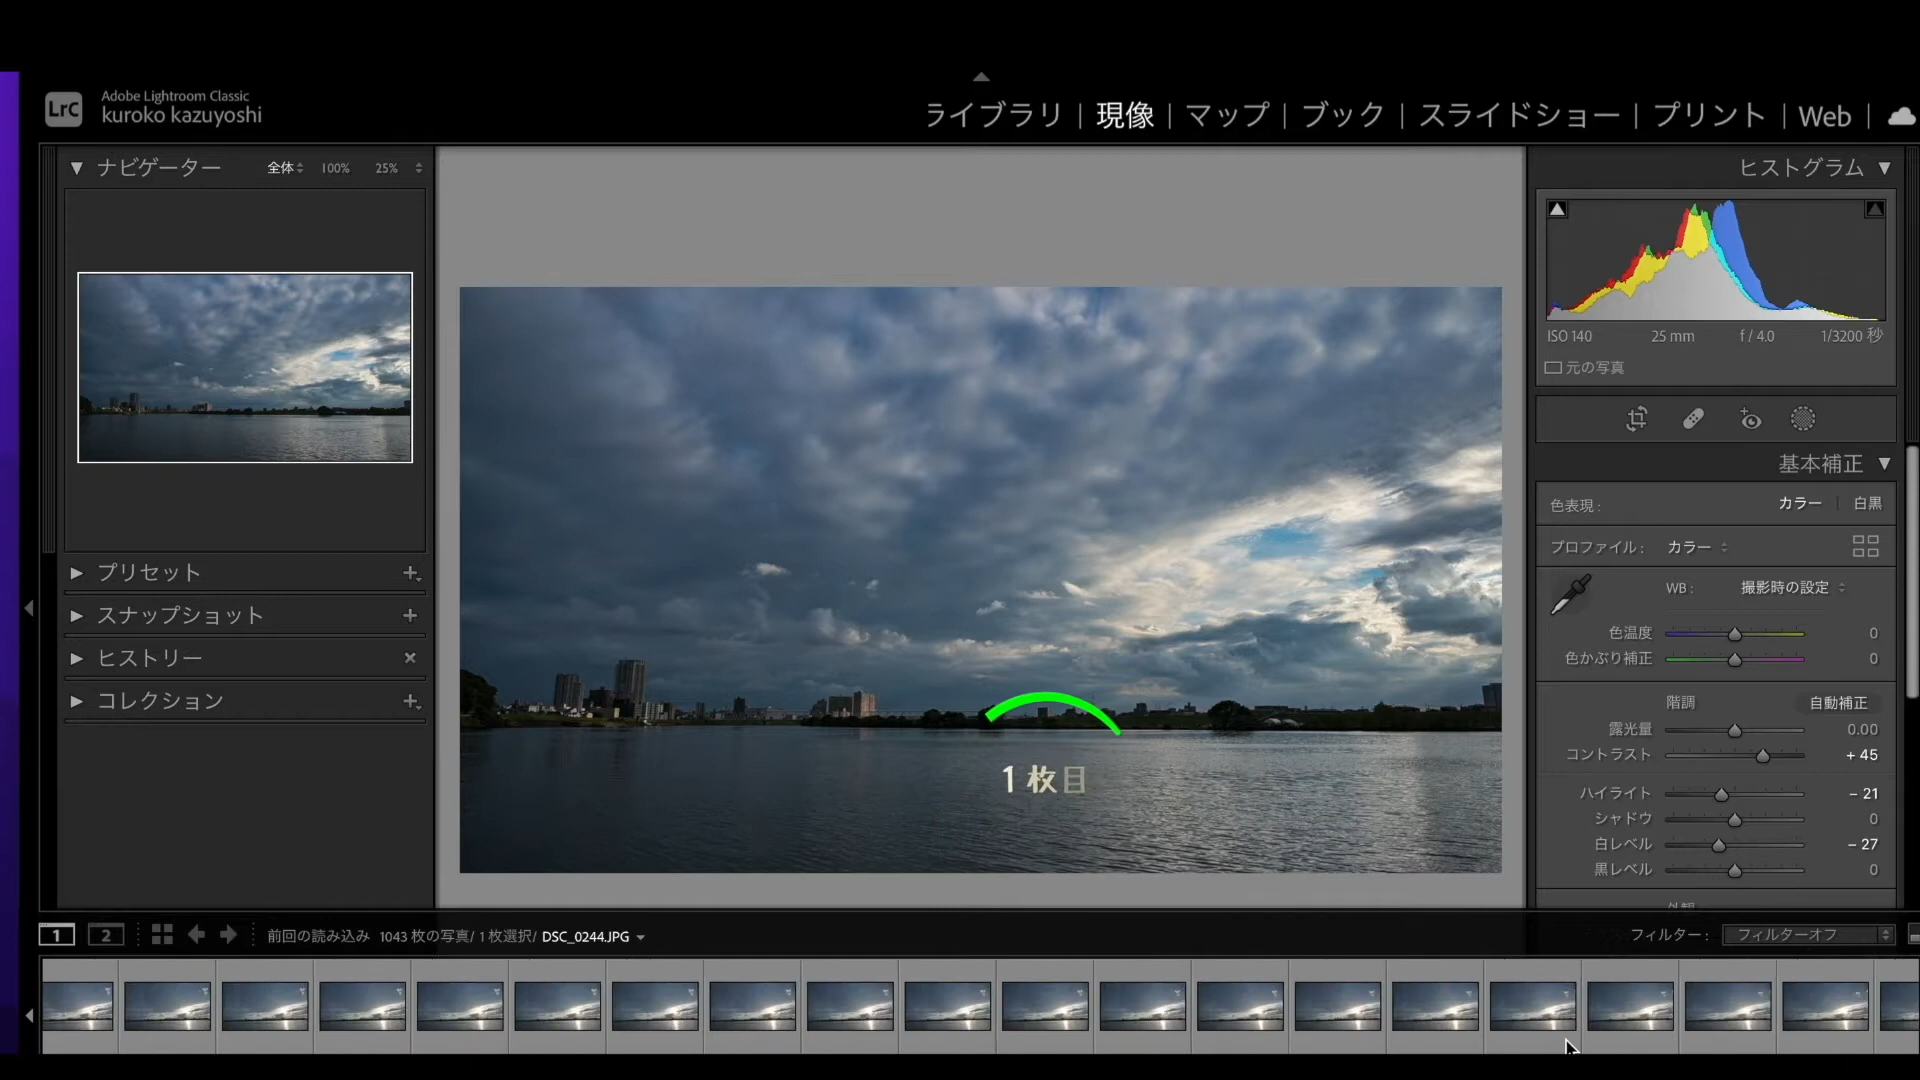 LrC
Adobe Lightroom Classic
kuroko kazuyoshi
ライブラリ | 現像 | マップ | ブック | スライドショー | プリント | Web |
ナビゲーター 全体 100% 25%
プリセット
スナップショット
ヒストリー
コレクション
1枚目
ヒストグラム
ISO 140 25 mm f / 4.0 1/3200 秒
元の写真
基本補正
色表現 : カラー | 白黒
プロファイル : カラー
WB : 撮影時の設定
色温度 0
色かぶり補正 0
階調 自動補正
露光量 0.00
コントラスト + 45
ハイライト − 21
シャドウ 0
白レベル − 27
黒レベル 0
外観
1 2 前回の読み込み 1043 枚の写真/ 1 枚選択/ DSC_0244.JPG
フィルター : フィルターオフ